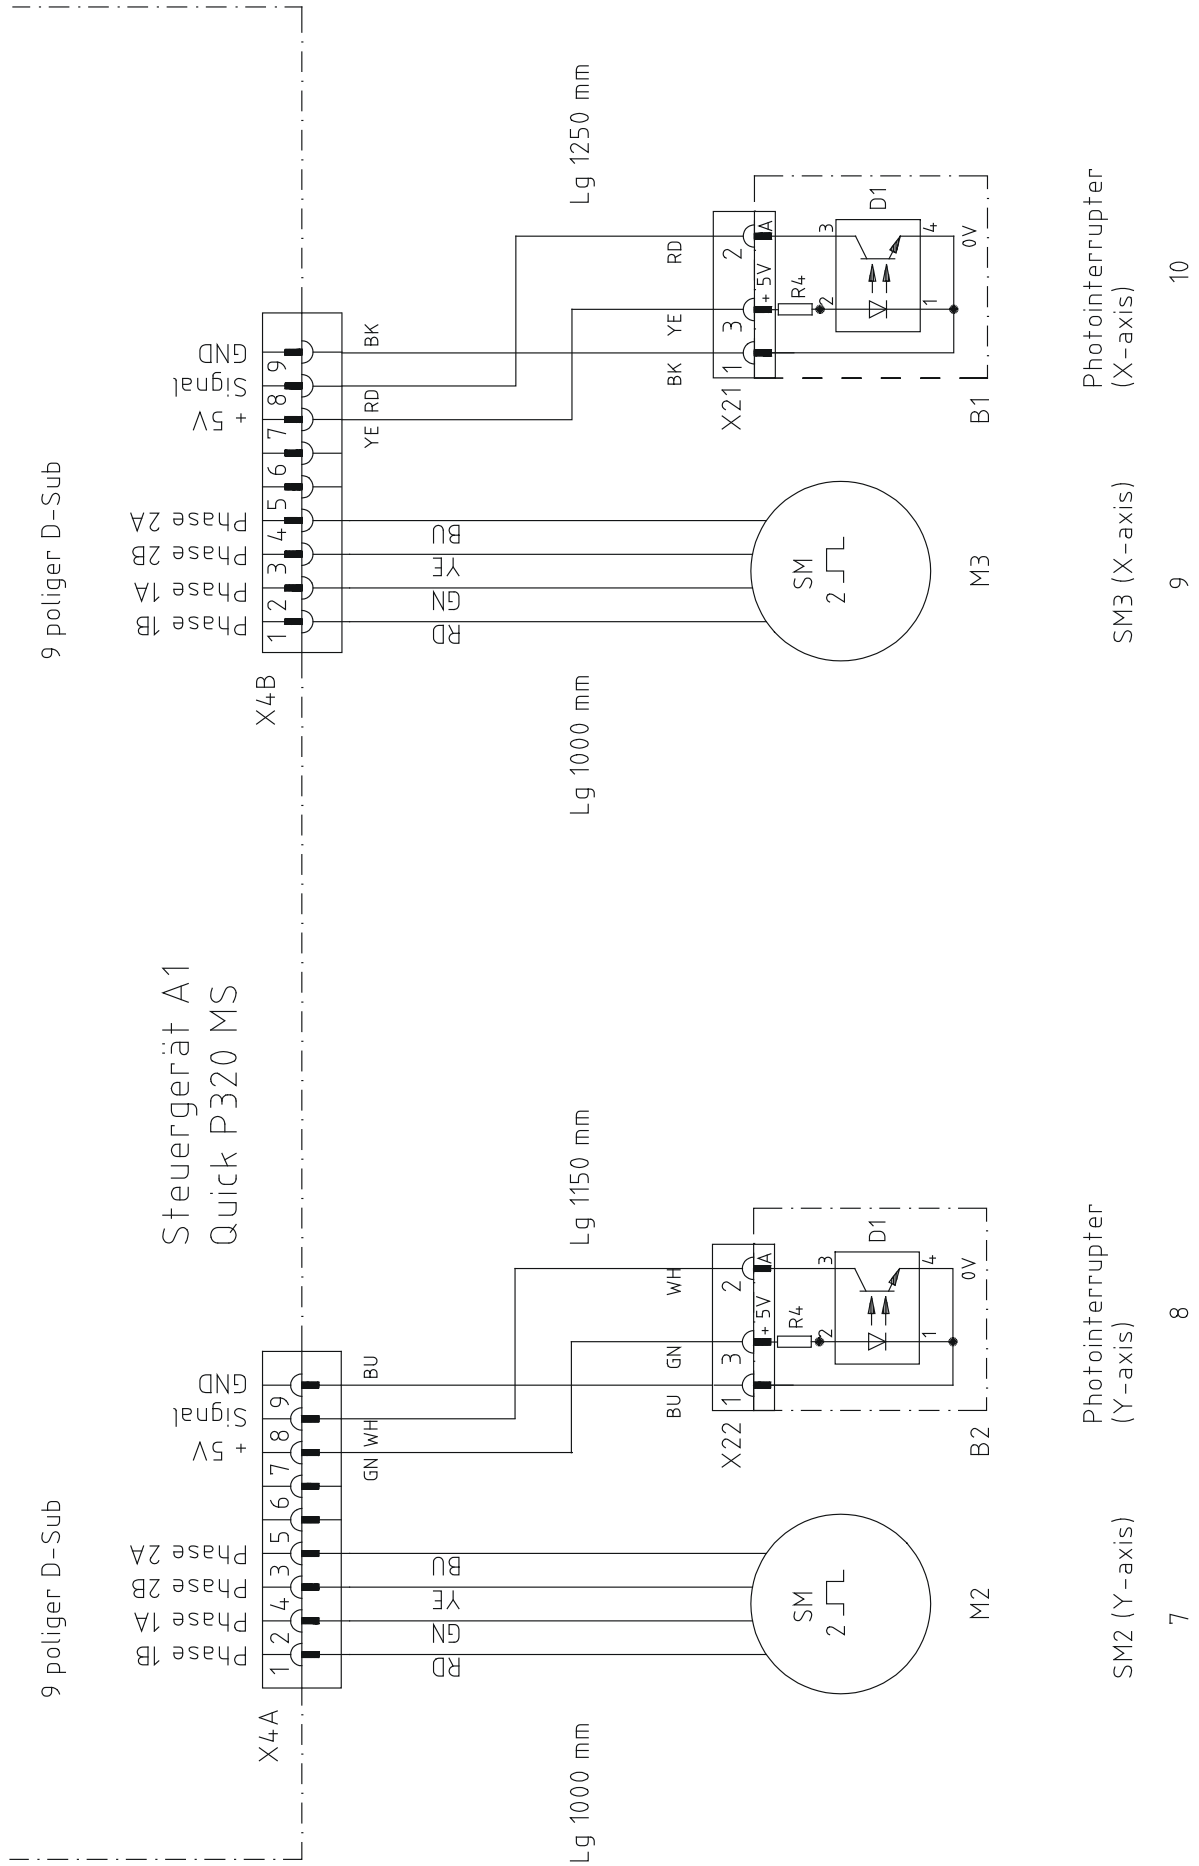 9 poliger D-Sub
X4A
1 2 4 3 5 6 7 8 9
Phase 1B
Phase 1A
Phase 2B
Phase 2A
+ 5V
Signal
GND
RD
GN
YE
BU
GN
WH
BU
Lg 1000 mm
Lg 1150 mm
SM
2
M2
SM2 (Y-axis)
7
X22
BU
GN
WH
1 3 2
+ 5V
A
R4
D1
2
3
1
4
0V
B2
Photointerrupter
(Y-axis)
8
Steuergerät A1
Quick P320 MS
9 poliger D-Sub
X4B
1 2 3 4 5 6 7 8 9
Phase 1B
Phase 1A
Phase 2B
Phase 2A
+ 5V
Signal
GND
RD
GN
YE
BU
YE
RD
BK
Lg 1000 mm
Lg 1250 mm
SM
2
M3
SM3 (X-axis)
9
X21
BK
YE
RD
1 3 2
+ 5V
A
R4
D1
2
3
1
4
0V
B1
Photointerrupter
(X-axis)
10